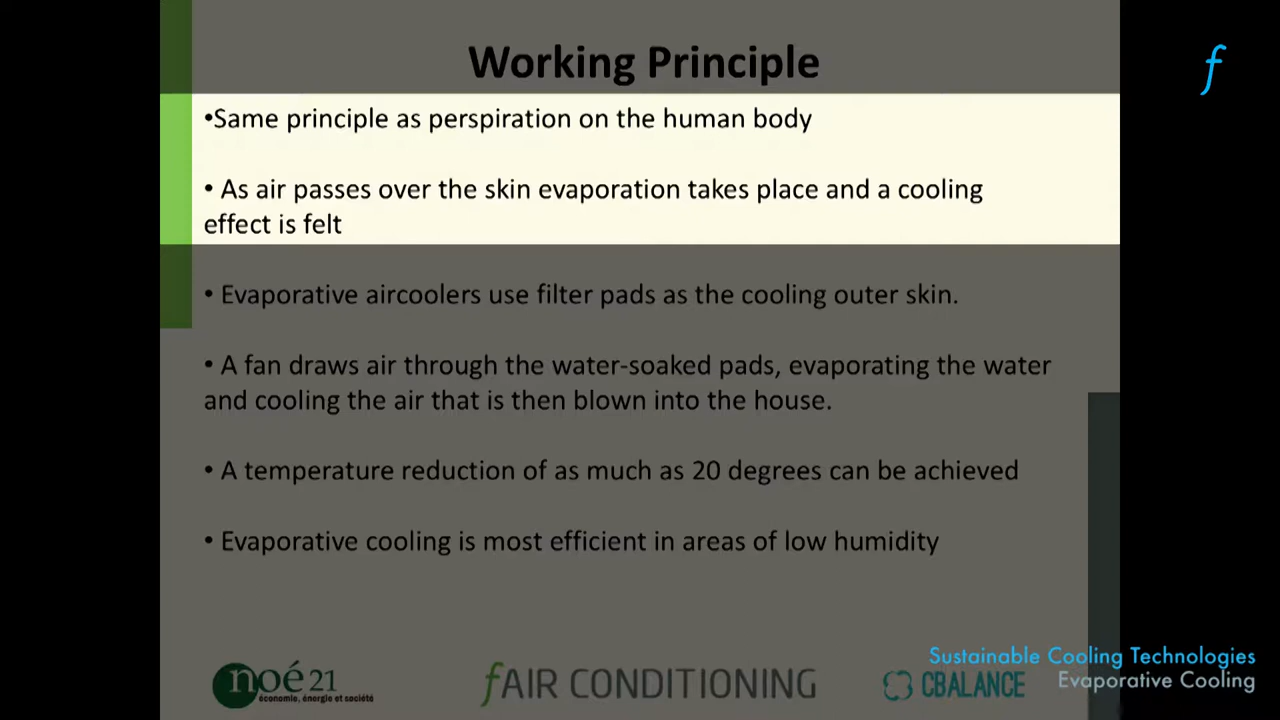 Working Principle
f
•Same principle as perspiration on the human body
• As air passes over the skin evaporation takes place and a cooling
effect is felt
• Evaporative aircoolers use filter pads as the cooling outer skin.
• A fan draws air through the water-soaked pads, evaporating the water
and cooling the air that is then blown into the house.
• A temperature reduction of as much as 20 degrees can be achieved
• Evaporative cooling is most efficient in areas of low humidity
noé21
économie, énergie et société
fAIR CONDITIONING
CBALANCE
Sustainable Cooling Technologies
Evaporative Cooling